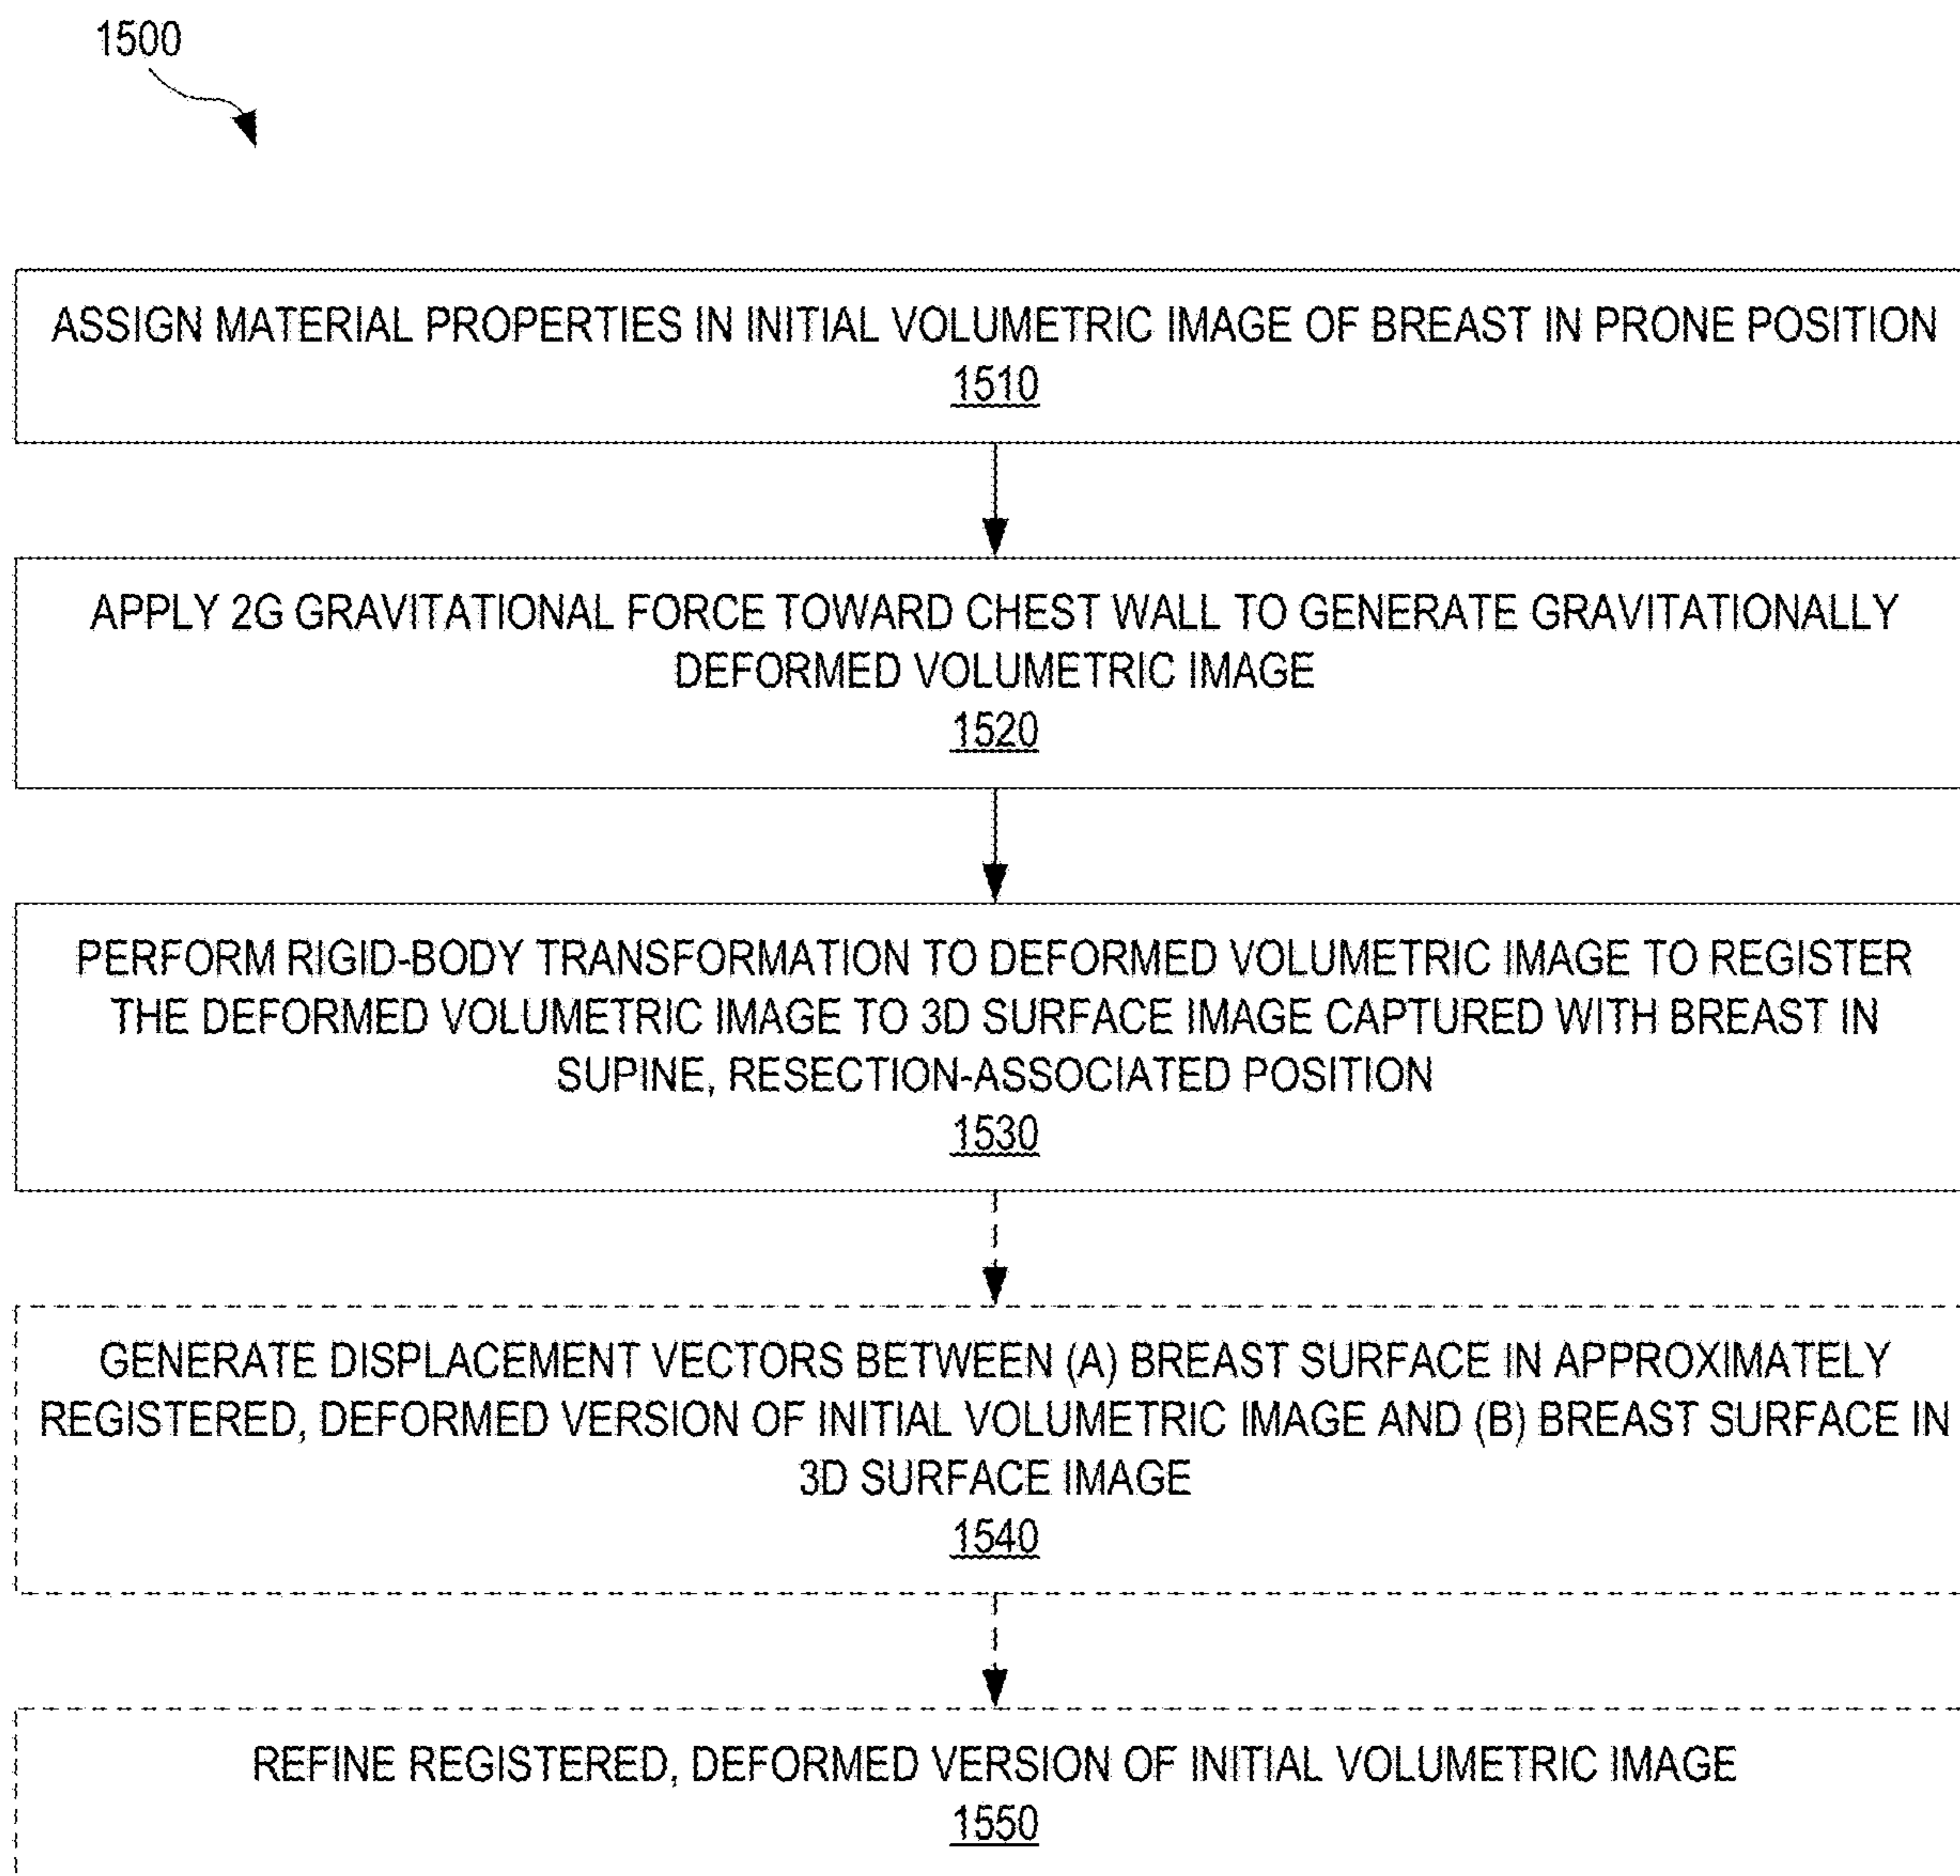 1500
ASSIGN MATERIAL PROPERTIES IN INITIAL VOLUMETRIC IMAGE OF BREAST IN PRONE POSITION
1510
APPLY 2G GRAVITATIONAL FORCE TOWARD CHEST WALL TO GENERATE GRAVITATIONALLY
DEFORMED VOLUMETRIC IMAGE
1520
PERFORM RIGID-BODY TRANSFORMATION TO DEFORMED VOLUMETRIC IMAGE TO REGISTER
THE DEFORMED VOLUMETRIC IMAGE TO 3D SURFACE IMAGE CAPTURED WITH BREAST IN
SUPINE, RESECTION-ASSOCIATED POSITION
1530
GENERATE DISPLACEMENT VECTORS BETWEEN (A) BREAST SURFACE IN APPROXIMATELY
REGISTERED, DEFORMED VERSION OF INITIAL VOLUMETRIC IMAGE AND (B) BREAST SURFACE IN
3D SURFACE IMAGE
1540
REFINE REGISTERED, DEFORMED VERSION OF INITIAL VOLUMETRIC IMAGE
1550